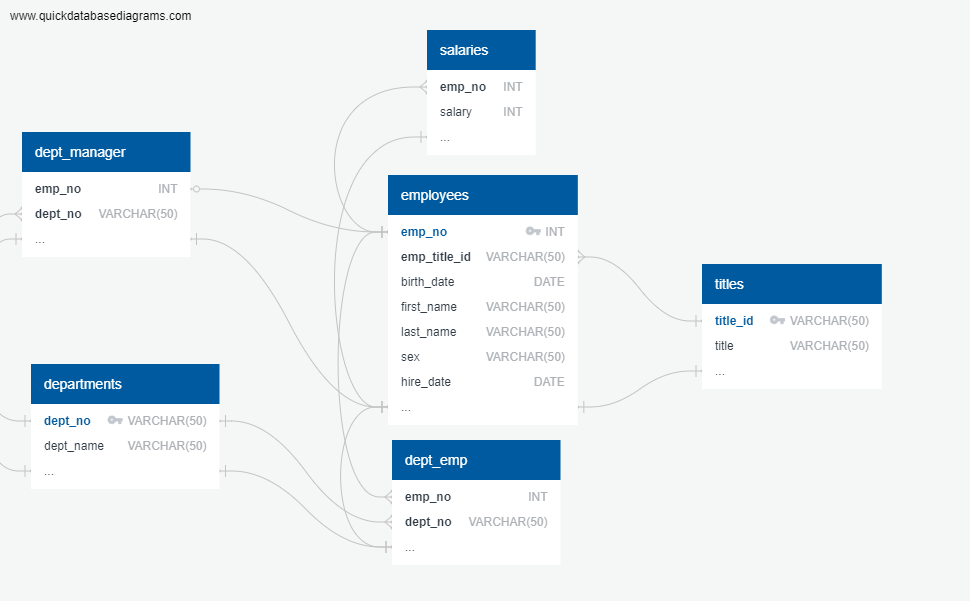 www.quickdatabasediagrams.com
salaries
emp_no INT
salary INT
...
dept_manager
emp_no INT
dept_no VARCHAR(50)
...
employees
emp_no INT
emp_title_id VARCHAR(50)
birth_date DATE
first_name VARCHAR(50)
last_name VARCHAR(50)
sex VARCHAR(50)
hire_date DATE
...
titles
title_id VARCHAR(50)
title VARCHAR(50)
...
departments
dept_no VARCHAR(50)
dept_name VARCHAR(50)
...
dept_emp
emp_no INT
dept_no VARCHAR(50)
...